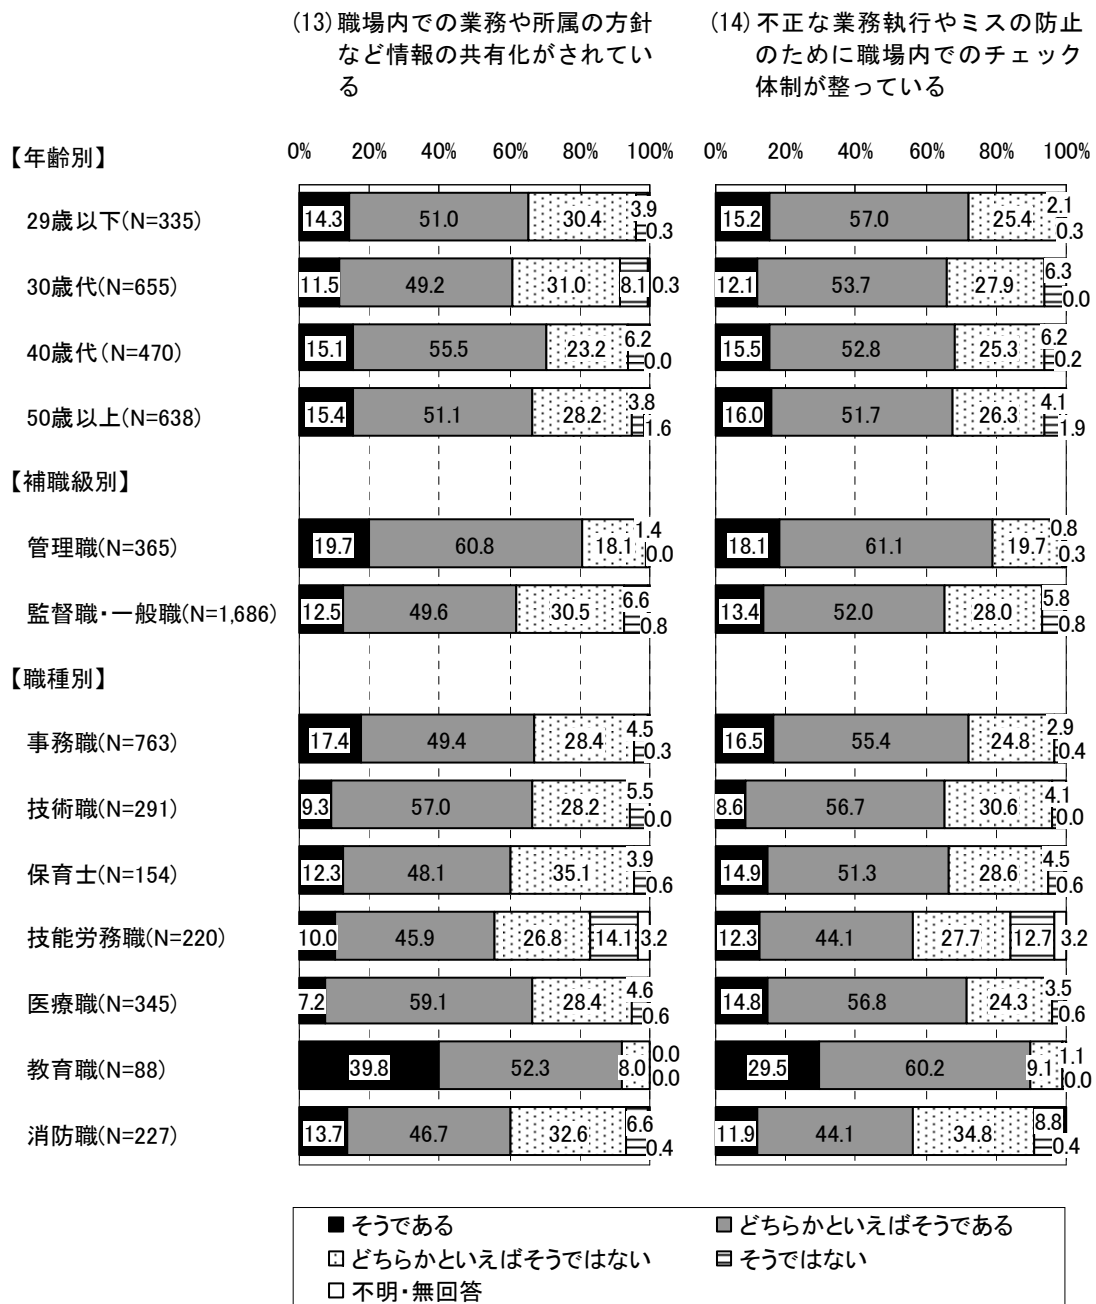 (13) 職場内での業務や所属の方針
など情報の共有化がされてい
る
(14) 不正な業務執行やミスの防止
のために職場内でのチェック
体制が整っている
【年齢別】
0% 20% 40% 60% 80% 100%
0% 20% 40% 60% 80% 100%
29歳以下(N=335)
14.3 51.0 30.4 3.9 0.3
15.2 57.0 25.4 2.1 0.3
30歳代(N=655)
11.5 49.2 31.0 8.1 0.3
12.1 53.7 27.9 6.3 0.0
40歳代(N=470)
15.1 55.5 23.2 6.2 0.0
15.5 52.8 25.3 6.2 0.2
50歳以上(N=638)
15.4 51.1 28.2 3.8 1.6
16.0 51.7 26.3 4.1 1.9
【補職級別】
管理職(N=365)
19.7 60.8 18.1 1.4 0.0
18.1 61.1 19.7 0.8 0.3
監督職・一般職(N=1,686)
12.5 49.6 30.5 6.6 0.8
13.4 52.0 28.0 5.8 0.8
【職種別】
事務職(N=763)
17.4 49.4 28.4 4.5 0.3
16.5 55.4 24.8 2.9 0.4
技術職(N=291)
9.3 57.0 28.2 5.5 0.0
8.6 56.7 30.6 4.1 0.0
保育士(N=154)
12.3 48.1 35.1 3.9 0.6
14.9 51.3 28.6 4.5 0.6
技能労務職(N=220)
10.0 45.9 26.8 14.1 3.2
12.3 44.1 27.7 12.7 3.2
医療職(N=345)
7.2 59.1 28.4 4.6 0.6
14.8 56.8 24.3 3.5 0.6
教育職(N=88)
39.8 52.3 8.0 0.0 0.0
29.5 60.2 9.1 1.1 0.0
消防職(N=227)
13.7 46.7 32.6 6.6 0.4
11.9 44.1 34.8 8.8 0.4
そうである
どちらかといえばそうである
どちらかといえばそうではない
そうではない
不明・無回答